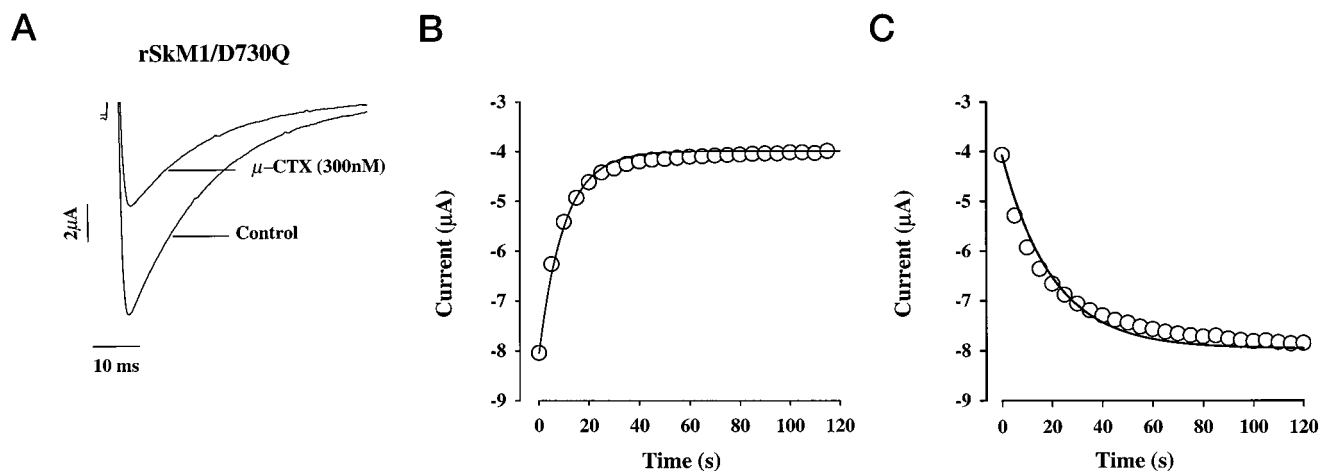 A
rSkM1/D730Q
μ–CTX (300nM)
2μA
Control
10 ms
B
-3
-4
-5
-6
-7
-8
-9
Current (μA)
0 20 40 60 80 100 120
Time (s)
C
-3
-4
-5
-6
-7
-8
-9
Current (μA)
0 20 40 60 80 100 120
Time (s)